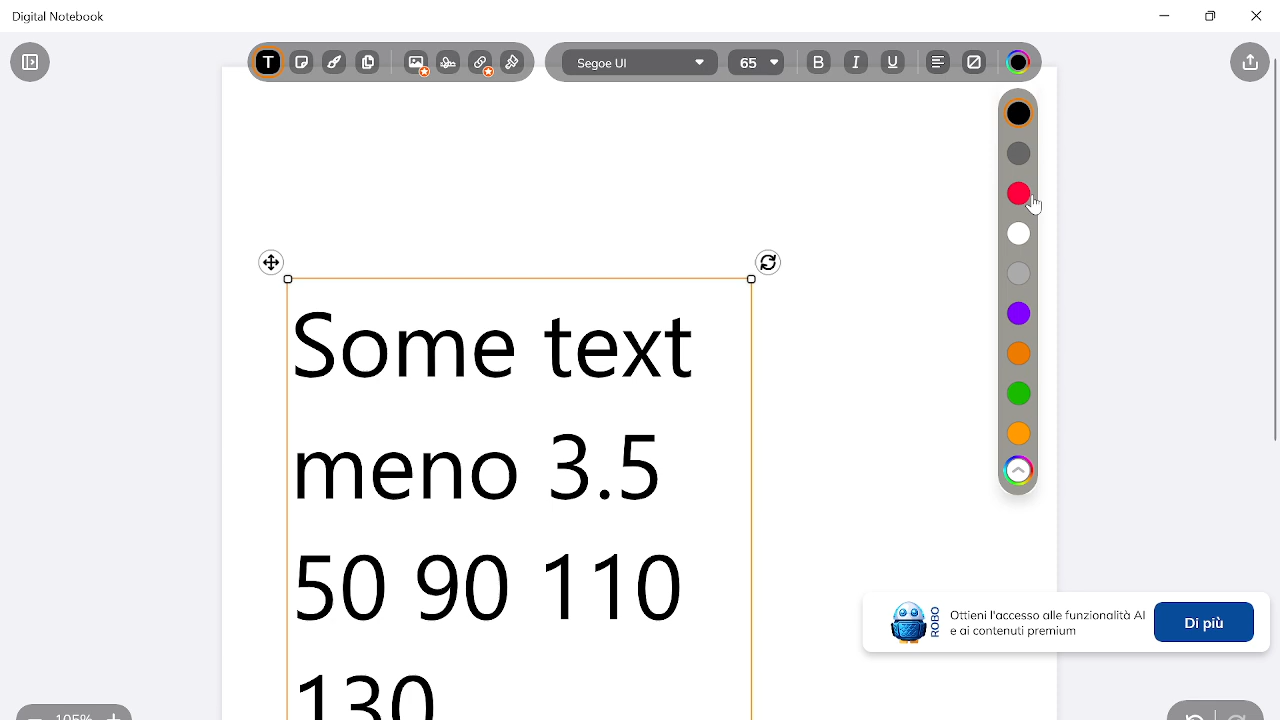 Digital Notebook
T
Segoe UI
65
B I U
Some text
meno 3.5
50 90 110
130
ROBO
Ottieni l'accesso alle funzionalità AI
e ai contenuti premium
Di più
105%